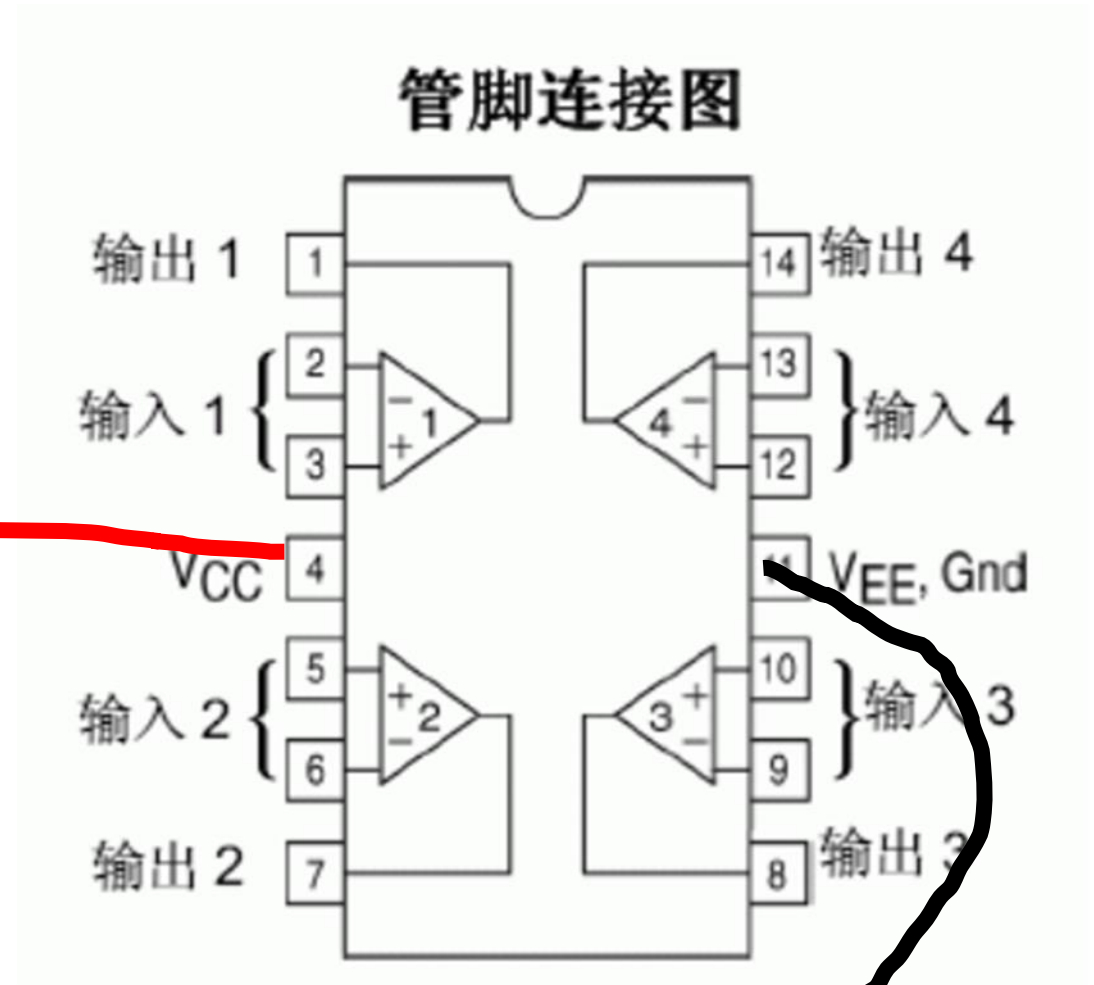 管脚连接图
输出 1 1 14 输出 4
2 13
输入 1 − 1 4 − 输入 4
+ +
3 12
VCC 4 11 VEE, Gnd
5 10
+ +
输入 2 2 3 输入 3
− −
6 9
输出 2 7 8 输出 3